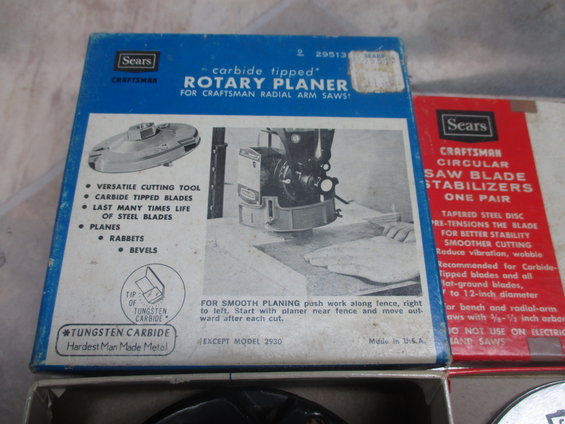 Sears
CRAFTSMAN
9 29513
"carbide tipped*
ROTARY PLANER
FOR CRAFTSMAN RADIAL ARM SAWS†
• VERSATILE CUTTING TOOL
• CARBIDE TIPPED BLADES
• LAST MANY TIMES LIFE
OF STEEL BLADES
• PLANES
• RABBETS
• BEVELS
TIP
OF
TUNGSTEN
CARBIDE*
*TUNGSTEN CARBIDE
Hardest Man Made Metal
FOR SMOOTH PLANING push work along fence, right
to left. Start with planer near fence and move out-
ward after each cut.
†EXCEPT MODEL 2930
Made in U.S.A.
Sears
CRAFTSMAN
CIRCULAR
SAW BLADE
STABILIZERS
ONE PAIR
TAPERED STEEL DISC
PRE-TENSIONS THE BLADE
FOR BETTER STABILITY
SMOOTHER CUTTING
Reduce vibration, wobble
Recommended for Carbide-
Tipped blades and all
flat-ground blades,
to 12-inch diameter
or bench and radial-arm
saws with 5/8-1/2 inch arbor
DO NOT USE ON ELECTRIC
HAND SAWS